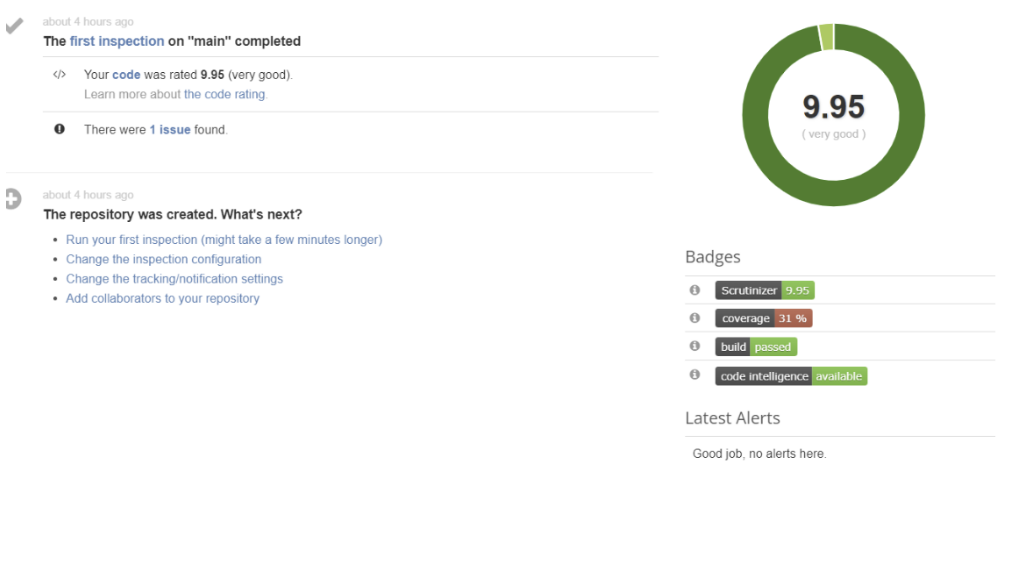 about 4 hours ago
The first inspection on "main" completed
Your code was rated 9.95 (very good).
Learn more about the code rating.
There were 1 issue found.
about 4 hours ago
The repository was created. What's next?
Run your first inspection (might take a few minutes longer)
Change the inspection configuration
Change the tracking/notification settings
Add collaborators to your repository
9.95
( very good )
Badges
Scrutinizer 9.95
coverage 31 %
build passed
code intelligence available
Latest Alerts
Good job, no alerts here.